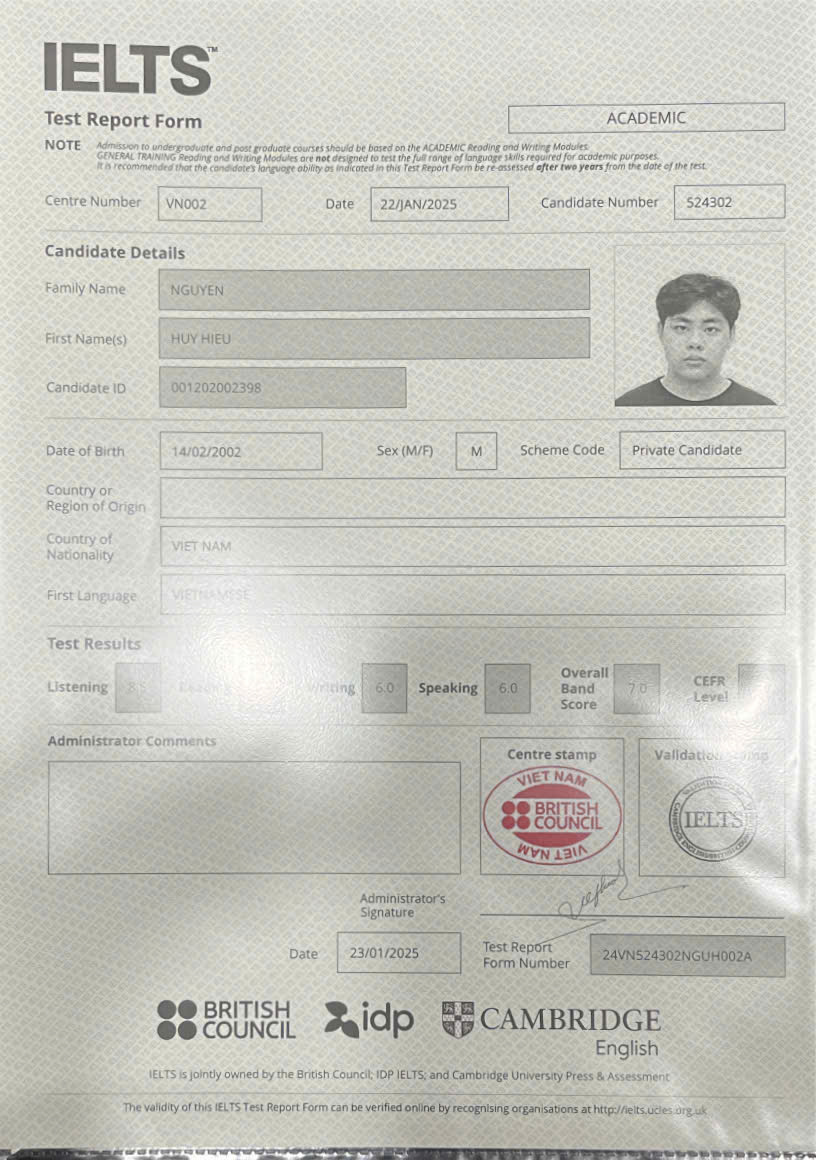 IELTS™
Test Report Form
ACADEMIC
NOTE Admission to undergraduate and post graduate courses should be based on the ACADEMIC Reading and Writing Modules.
GENERAL TRAINING Reading and Writing Modules are not designed to test the full range of language skills required for academic purposes.
It is recommended that the candidate's language ability as indicated in this Test Report Form be re-assessed after two years from the date of the test.
Centre Number VN002 Date 22/JAN/2025 Candidate Number 524302
Candidate Details
Family Name NGUYEN
First Name(s) HUY HIEU
Candidate ID 001202002398
Date of Birth 14/02/2002 Sex (M/F) M Scheme Code Private Candidate
Country or
Region of Origin
Country of
Nationality VIET NAM
First Language VIETNAMESE
Test Results
Listening 8.5 Reading Writing 6.0 Speaking 6.0 Overall Band Score 7.0 CEFR Level
Administrator Comments
Centre stamp
VIET NAM
BRITISH
COUNCIL
VIET NAM
Validation stamp
IELTS
Administrator's
Signature
Date 23/01/2025
Test Report
Form Number 24VN524302NGUH002A
BRITISH
COUNCIL
idp
CAMBRIDGE
English
IELTS is jointly owned by the British Council; IDP IELTS; and Cambridge University Press & Assessment
The validity of this IELTS Test Report Form can be verified online by recognising organisations at http://ielts.ucles.org.uk